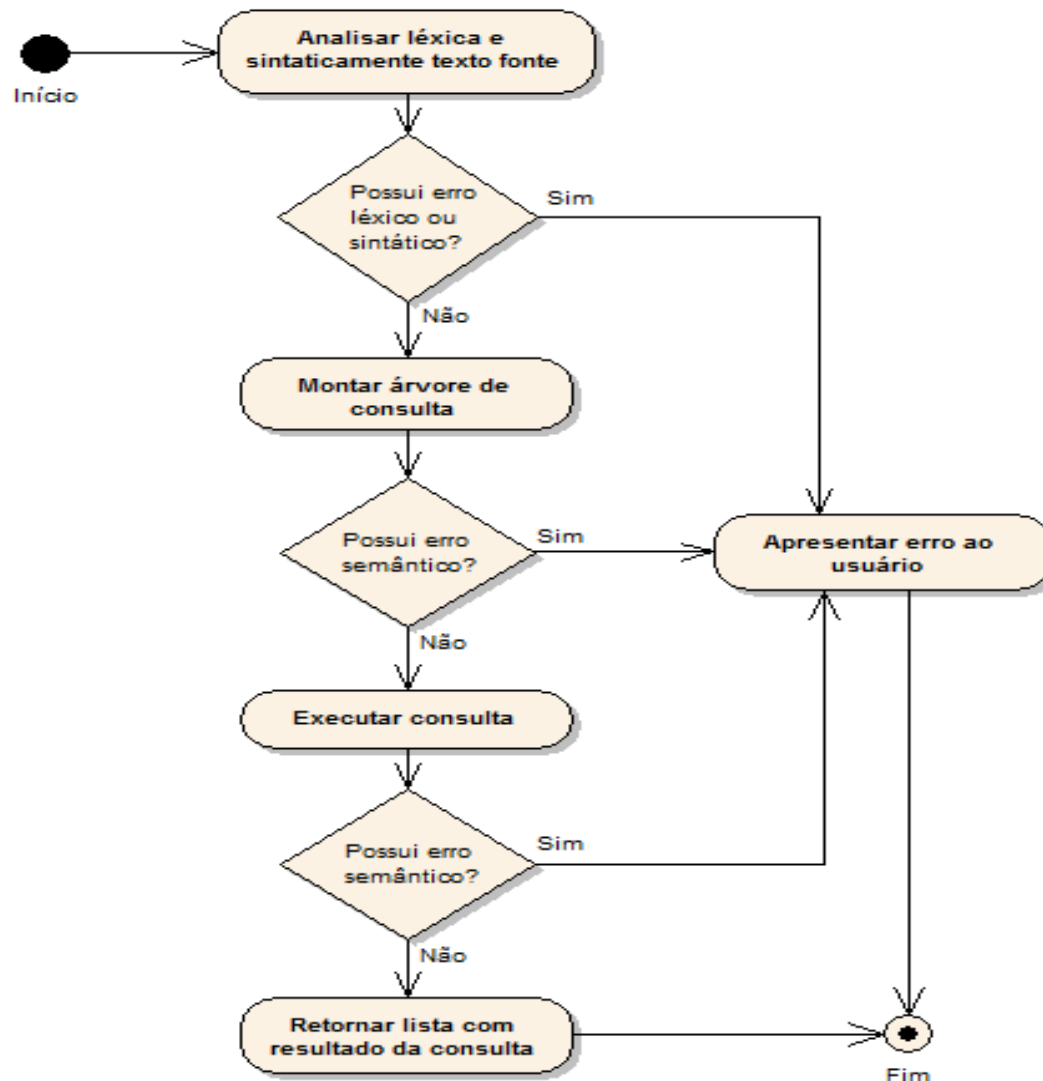 Analisar léxica e
sintaticamente texto fonte
Início
Possui erro
léxico ou
sintático?
Sim
Não
Montar árvore de
consulta
Possui erro
semântico?
Sim
Apresentar erro ao
usuário
Não
Executar consulta
Possui erro
semântico?
Sim
Não
Retornar lista com
resultado da consulta
Fim